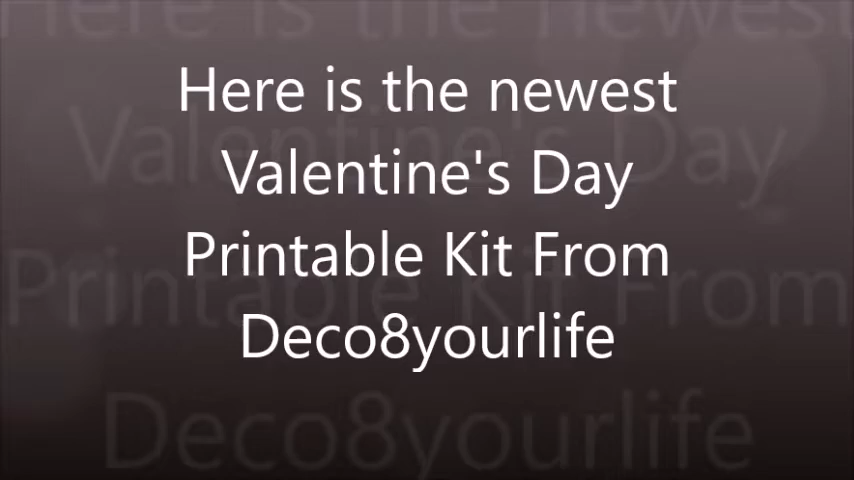 Here is the newest
Valentine's Day
Printable Kit From
Deco8yourlife